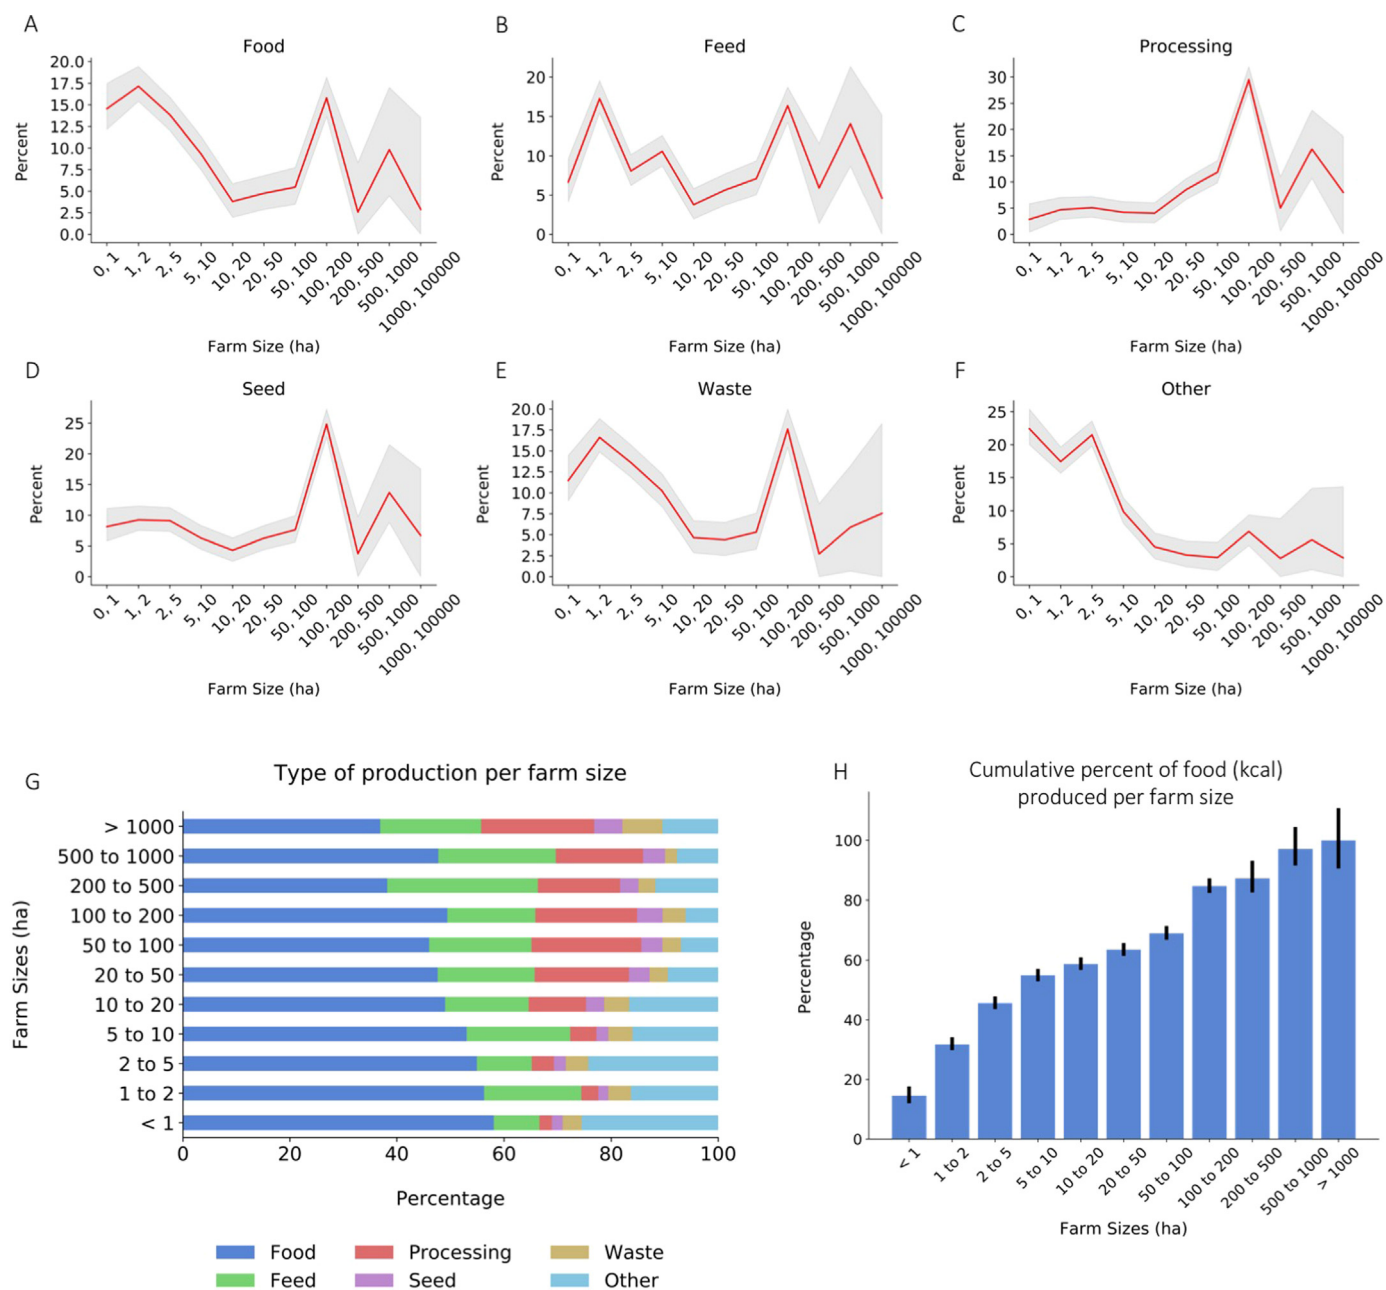 A
Food
20.0
17.5
15.0
12.5
10.0
7.5
5.0
2.5
0.0
Percent
0, 1
1, 2
2, 5
5, 10
10, 20
20, 50
50, 100
100, 200
200, 500
500, 1000
1000, 100000
Farm Size (ha)
B
Feed
20
15
10
5
0
Percent
0, 1
1, 2
2, 5
5, 10
10, 20
20, 50
50, 100
100, 200
200, 500
500, 1000
1000, 100000
Farm Size (ha)
C
Processing
30
25
20
15
10
5
0
Percent
0, 1
1, 2
2, 5
5, 10
10, 20
20, 50
50, 100
100, 200
200, 500
500, 1000
1000, 100000
Farm Size (ha)
D
Seed
25
20
15
10
5
0
Percent
0, 1
1, 2
2, 5
5, 10
10, 20
20, 50
50, 100
100, 200
200, 500
500, 1000
1000, 100000
Farm Size (ha)
E
Waste
20.0
17.5
15.0
12.5
10.0
7.5
5.0
2.5
0.0
Percent
0, 1
1, 2
2, 5
5, 10
10, 20
20, 50
50, 100
100, 200
200, 500
500, 1000
1000, 100000
Farm Size (ha)
F
Other
25
20
15
10
5
0
Percent
0, 1
1, 2
2, 5
5, 10
10, 20
20, 50
50, 100
100, 200
200, 500
500, 1000
1000, 100000
Farm Size (ha)
G
Type of production per farm size
Farm Sizes (ha)
> 1000
500 to 1000
200 to 500
100 to 200
50 to 100
20 to 50
10 to 20
5 to 10
2 to 5
1 to 2
< 1
0 20 40 60 80 100
Percentage
Food Processing Waste
Feed Seed Other
H
Cumulative percent of food (kcal)
produced per farm size
Percentage
100
80
60
40
20
0
< 1
1 to 2
2 to 5
5 to 10
10 to 20
20 to 50
50 to 100
100 to 200
200 to 500
500 to 1000
> 1000
Farm Sizes (ha)